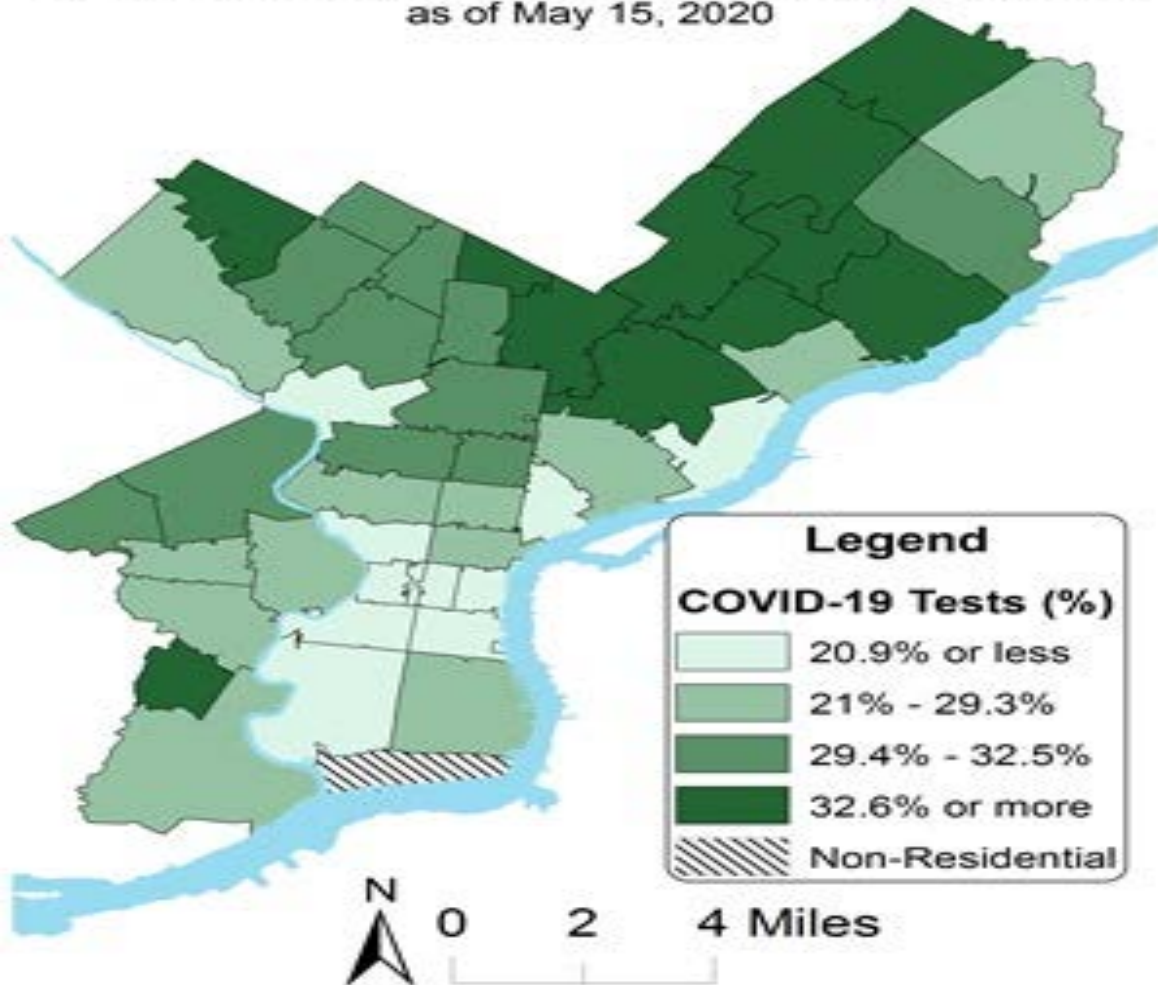 as of May 15, 2020
Legend
COVID-19 Tests (%)
20.9% or less
21% - 29.3%
29.4% - 32.5%
32.6% or more
Non-Residential
N
0 2 4 Miles